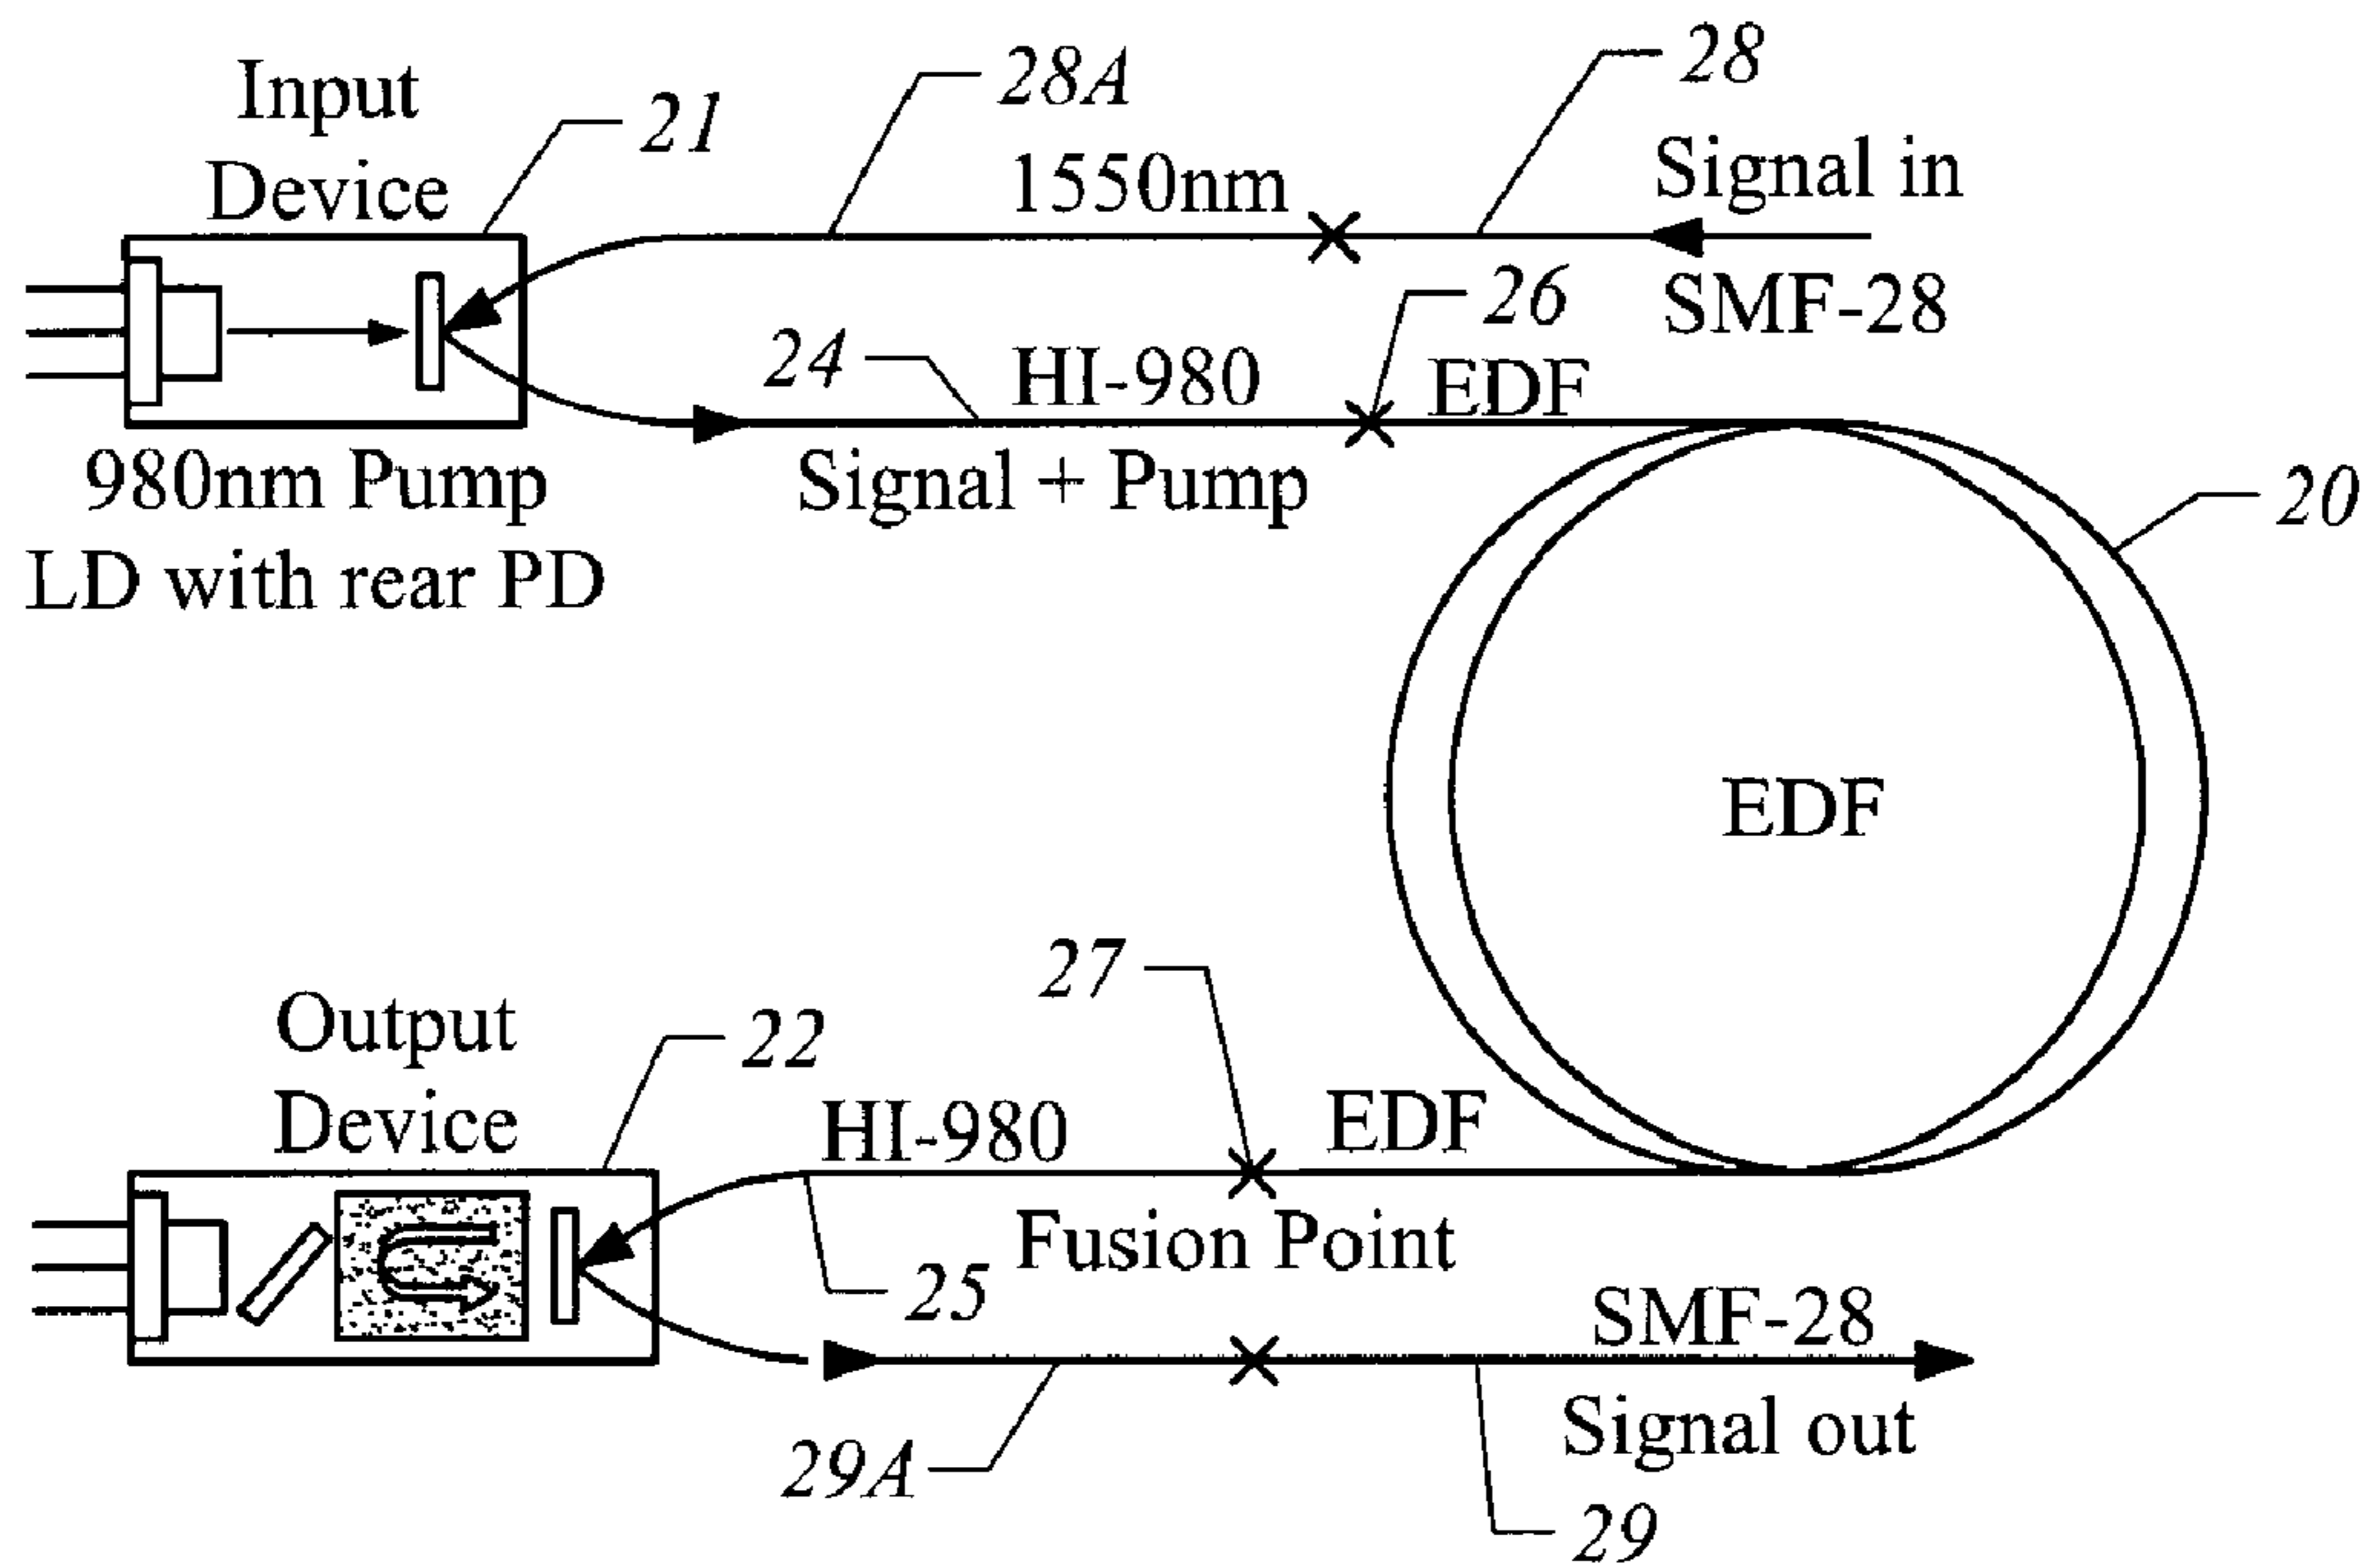 28
28A
Input
Device
21
1550nm
Signal in
SMF-28
26
24
HI-980
EDF
980nm Pump
LD with rear PD
Signal + Pump
20
EDF
27
Output
Device
22
HI-980
EDF
Fusion Point
25
SMF-28
29A
Signal out
29